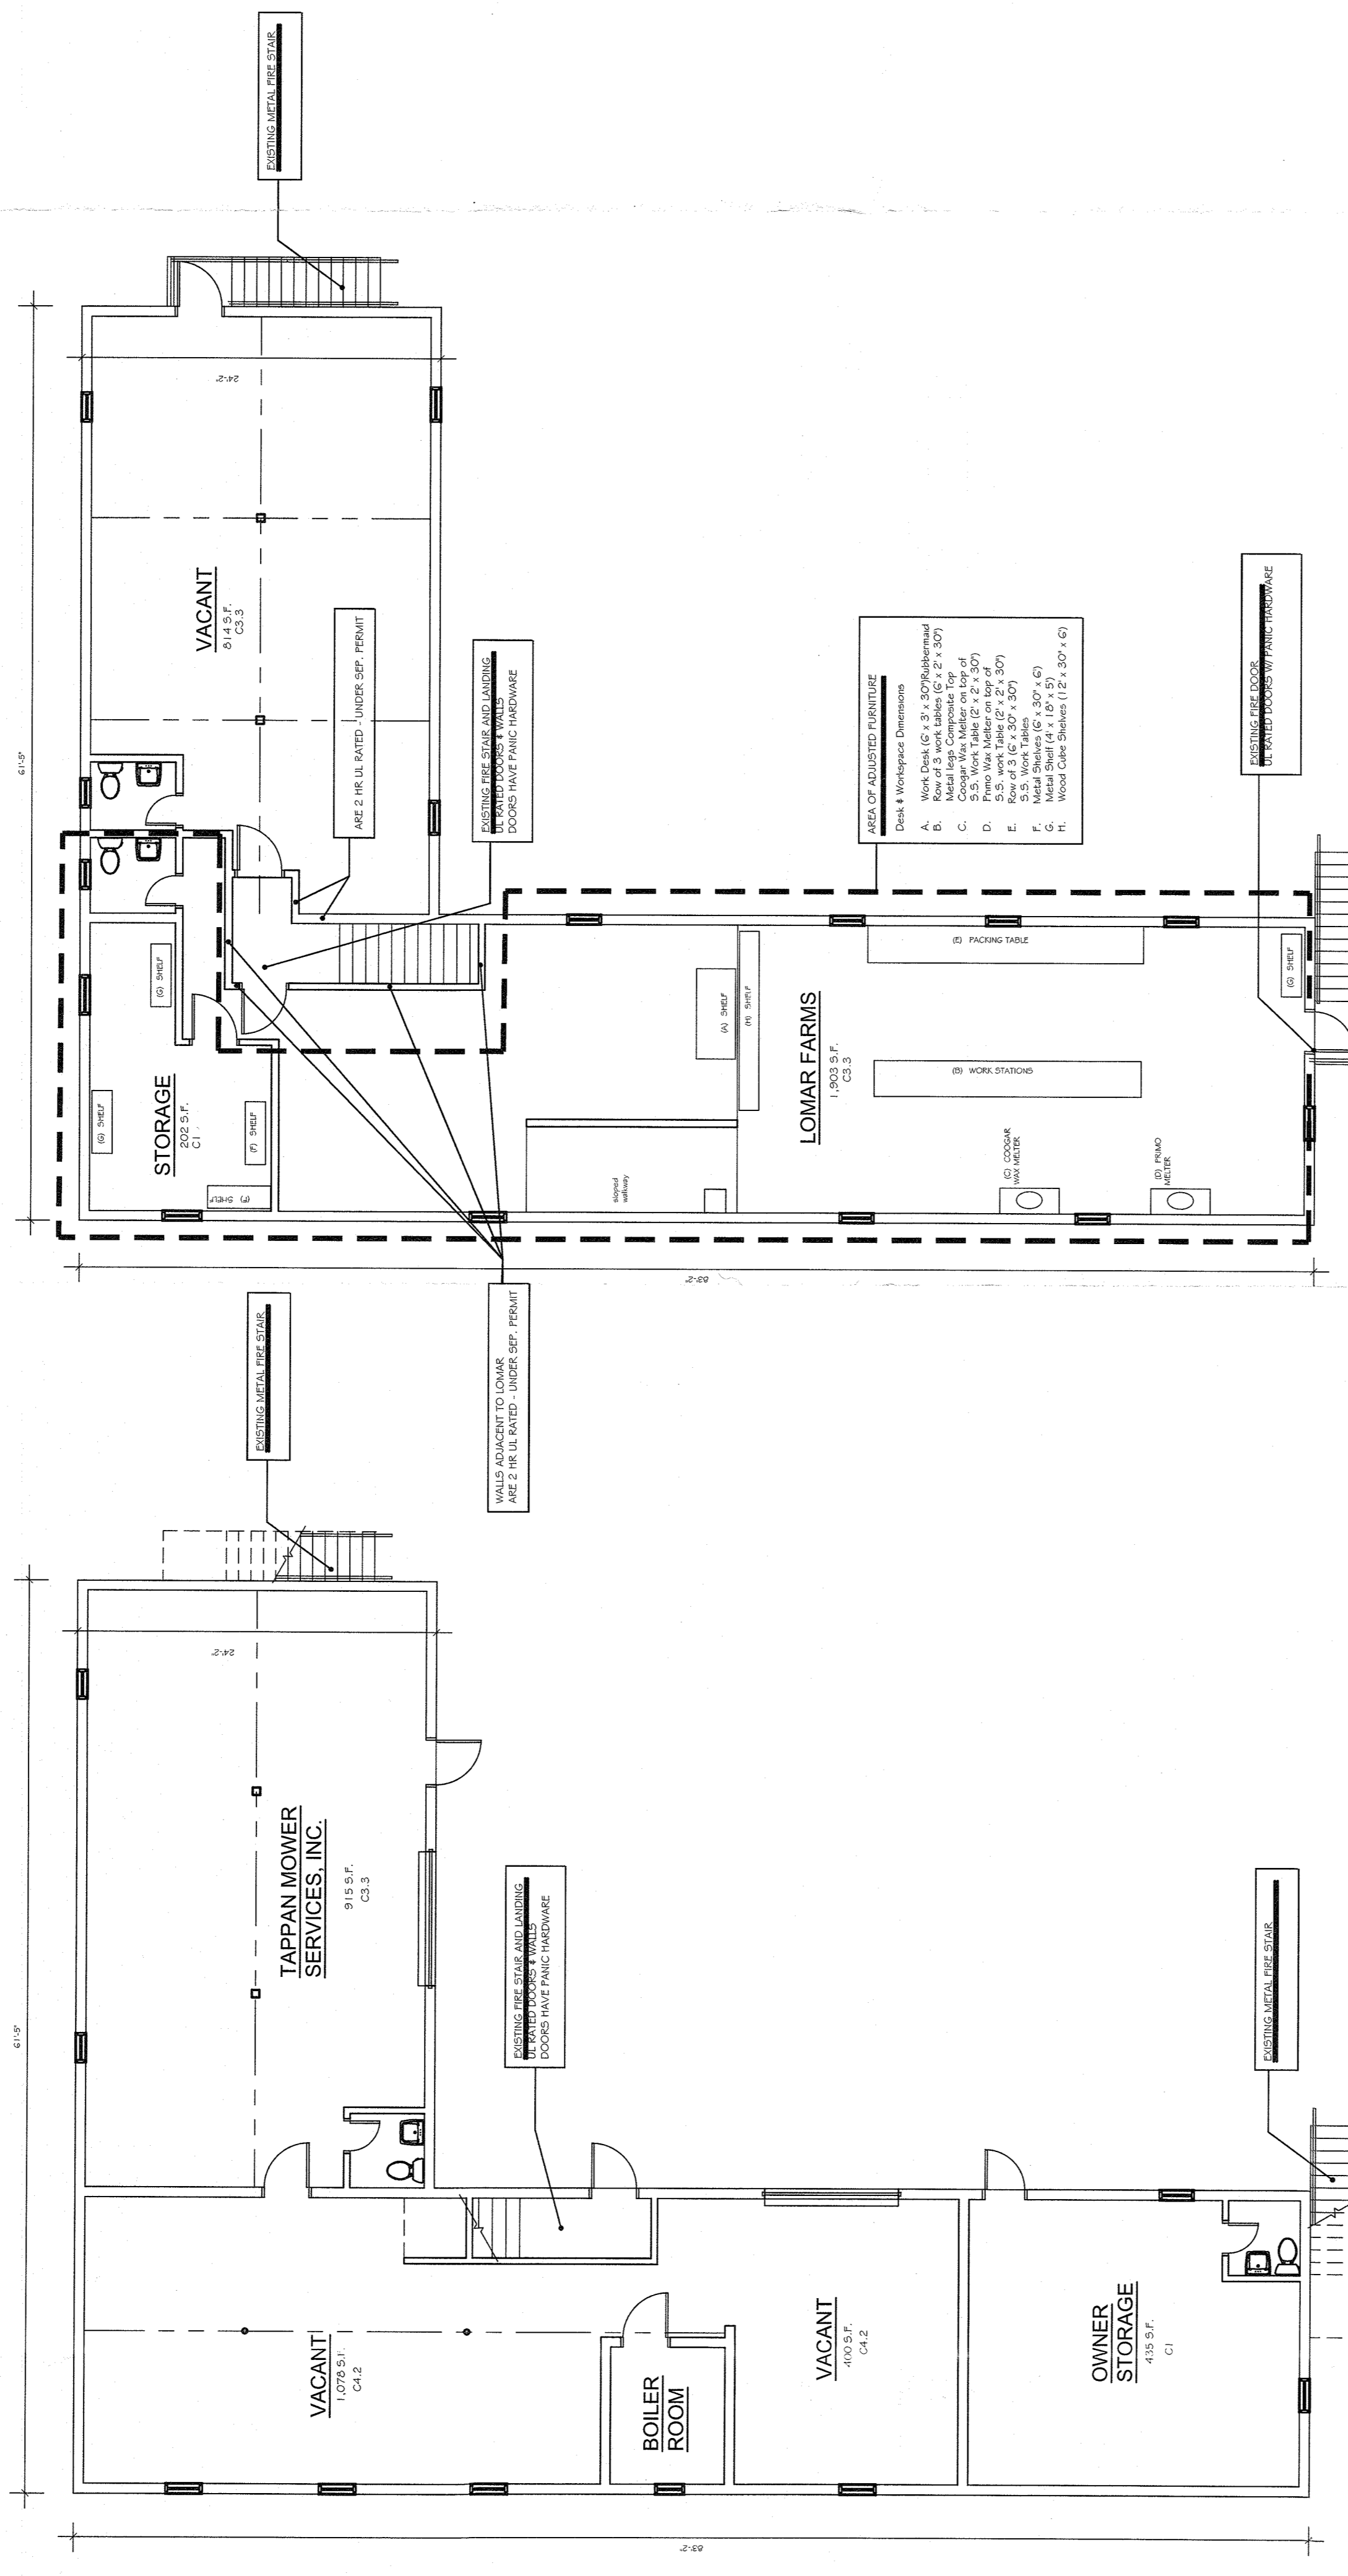 EXISTING METAL FIRE STAIR
61'-5"
24'-2"
VACANT
814 S.F.
C3.3
ARE 2 HR UL RATED - UNDER SEP. PERMIT
EXISTING FIRE STAIR AND LANDING
UL RATED DOORS & WALLS
DOORS HAVE PANIC HARDWARE
AREA OF ADJUSTED FURNITURE
Desk & Workspace Dimensions
A. Work Desk (6' x 3' x 30")Rubbermaid
B. Row of 3 work tables (6' x 2' x 30")
Metal legs Composite Top
C. Coogar Wax Melter on top of
S.S. Work Table (2' x 2' x 30")
D. Primo Wax Melter on top of
S.S. work Table (2' x 2' x 30")
E. Row of 3 (6' x 30" x 30")
S.S. Work Tables
F. Metal Shelves (6' x 30" x 6')
G. Metal Shelf (4' x 18" x 5')
H. Wood Cube Shelves (12' x 30" x 6')
EXISTING FIRE DOOR
UL RATED DOORS W/ PANIC HARDWARE
STORAGE
202 S.F.
C1
(G) SHELF
(G) SHELF
(F) SHELF
(F) SHELF
sloped
walkway
(A) SHELF
(H) SHELF
LOMAR FARMS
1,903 S.F.
C3.3
(E) PACKING TABLE
(B) WORK STATIONS
(C) COOGAR
WAX MELTER
(D) PRIMO
MELTER
(G) SHELF
83'-2"
WALLS ADJACENT TO LOMAR
ARE 2 HR UL RATED - UNDER SEP. PERMIT
EXISTING METAL FIRE STAIR
61'-5"
24'-2"
TAPPAN MOWER
SERVICES, INC.
915 S.F.
C3.3
EXISTING FIRE STAIR AND LANDING
UL RATED DOORS & WALLS
DOORS HAVE PANIC HARDWARE
EXISTING METAL FIRE STAIR
VACANT
1,078 S.F.
C4.2
BOILER
ROOM
VACANT
400 S.F.
C4.2
OWNER
STORAGE
435 S.F.
C1
83'-2"